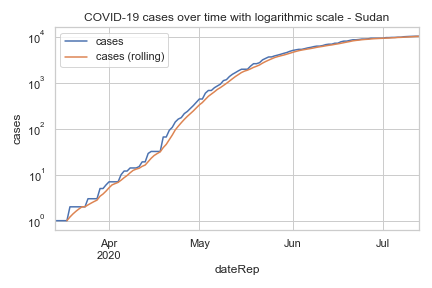 COVID-19 cases over time with logarithmic scale - Sudan
cases
cases (rolling)
10⁴
10³
10²
10¹
10⁰
cases
Apr
2020
May
Jun
Jul
dateRep